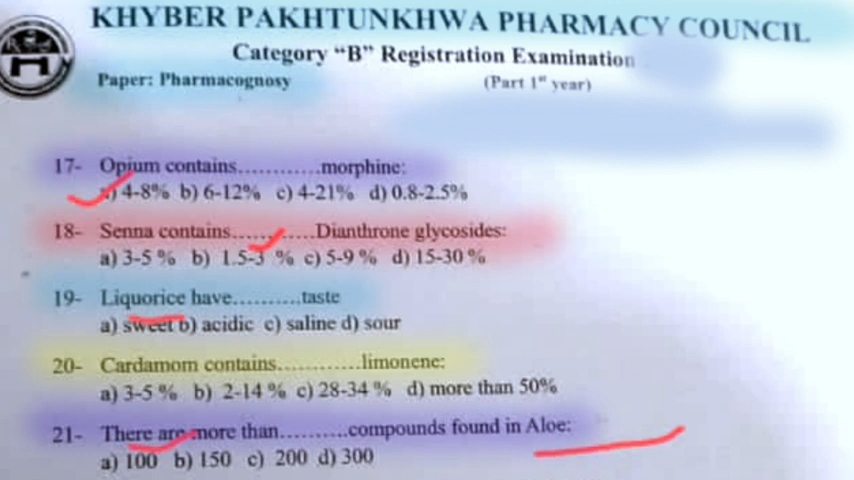 KHYBER PAKHTUNKHWA PHARMACY COUNCIL
Category “B” Registration Examination
Paper: Pharmacognosy (Part 1st year)
17- Opium contains............morphine:
a) 4-8% b) 6-12% c) 4-21% d) 0.8-2.5%
18- Senna contains............Dianthrone glycosides:
a) 3-5 % b) 1.5-3 % c) 5-9 % d) 15-30 %
19- Liquorice have..........taste
a) sweet b) acidic c) saline d) sour
20- Cardamom contains............limonene:
a) 3-5 % b) 2-14 % c) 28-34 % d) more than 50%
21- There are more than..........compounds found in Aloe:
a) 100 b) 150 c) 200 d) 300